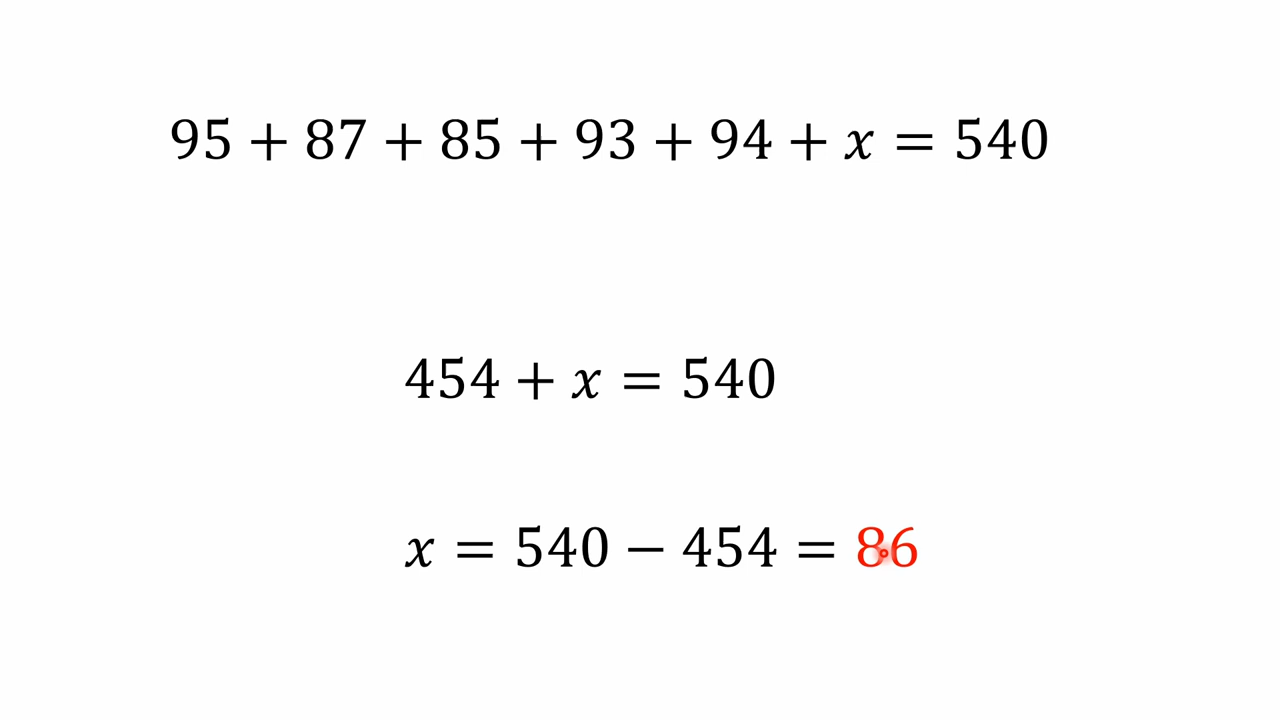 95 + 87 + 85 + 93 + 94 + x = 540
454 + x = 540
x = 540 − 454 = 86